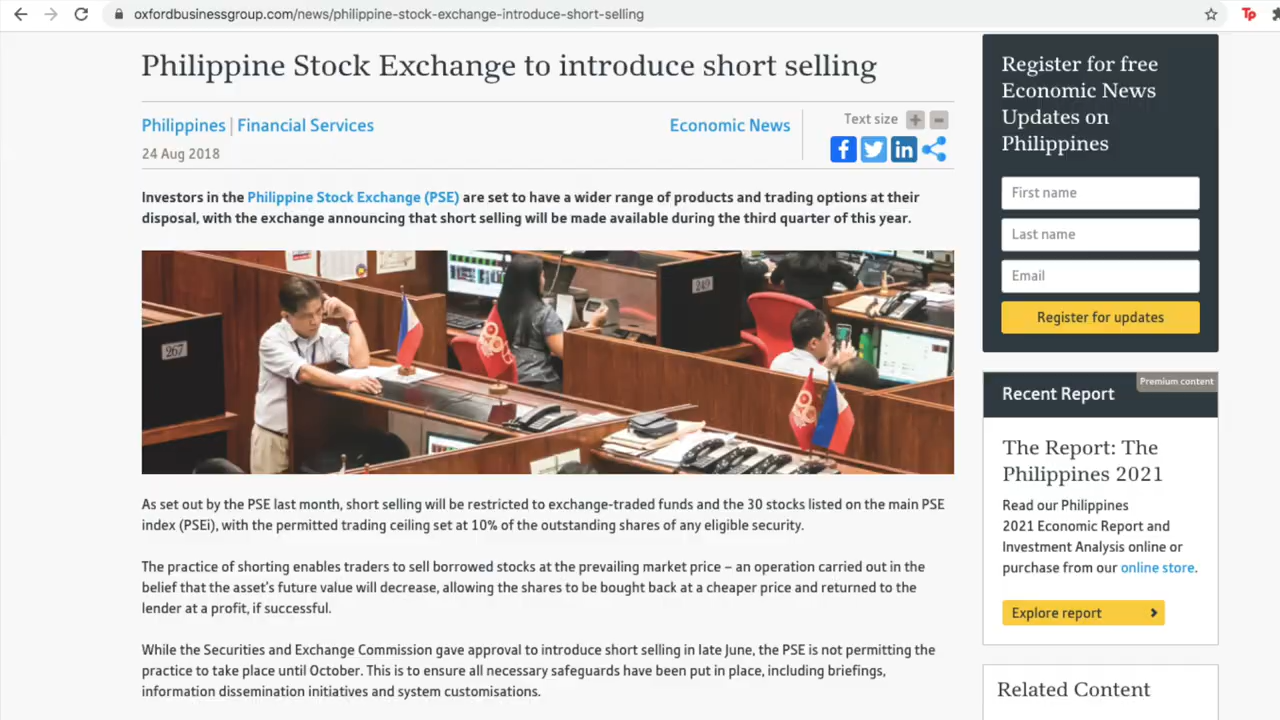 oxfordbusinessgroup.com/news/philippine-stock-exchange-introduce-short-selling
Tp
Philippine Stock Exchange to introduce short selling
Philippines | Financial Services
Economic News
Text size + -
24 Aug 2018
Investors in the Philippine Stock Exchange (PSE) are set to have a wider range of products and trading options at their
disposal, with the exchange announcing that short selling will be made available during the third quarter of this year.
267
249
As set out by the PSE last month, short selling will be restricted to exchange-traded funds and the 30 stocks listed on the main PSE
index (PSEi), with the permitted trading ceiling set at 10% of the outstanding shares of any eligible security.
The practice of shorting enables traders to sell borrowed stocks at the prevailing market price – an operation carried out in the
belief that the asset's future value will decrease, allowing the shares to be bought back at a cheaper price and returned to the
lender at a profit, if successful.
While the Securities and Exchange Commission gave approval to introduce short selling in late June, the PSE is not permitting the
practice to take place until October. This is to ensure all necessary safeguards have been put in place, including briefings,
information dissemination initiatives and system customisations.
Register for free
Economic News
Updates on
Philippines
First name
Last name
Email
Register for updates
Premium content
Recent Report
The Report: The
Philippines 2021
Read our Philippines
2021 Economic Report and
Investment Analysis online or
purchase from our online store.
Explore report
Related Content